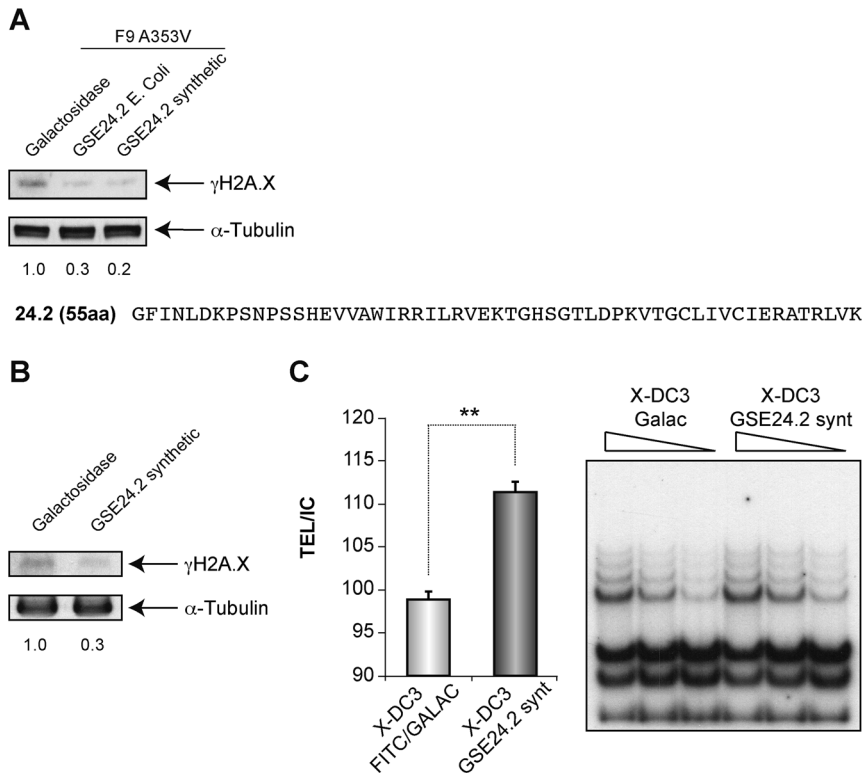 A
F9 A353V
Galactosidase
GSE24.2 E. Coli
GSE24.2 synthetic
γH2A.X
α-Tubulin
1.0 0.3 0.2
24.2 (55aa) GFINLDKPSNPSSHEVVAWIRRILRVEKTGHSGTLDPKVTGCLIVCIERATRLVK
B
Galactosidase
GSE24.2 synthetic
γH2A.X
α-Tubulin
1.0 0.3
C
TEL/IC
120
115
110
105
100
95
90
**
X-DC3
FITC/GALAC
X-DC3
GSE24.2 synt
X-DC3
Galac
X-DC3
GSE24.2 synt